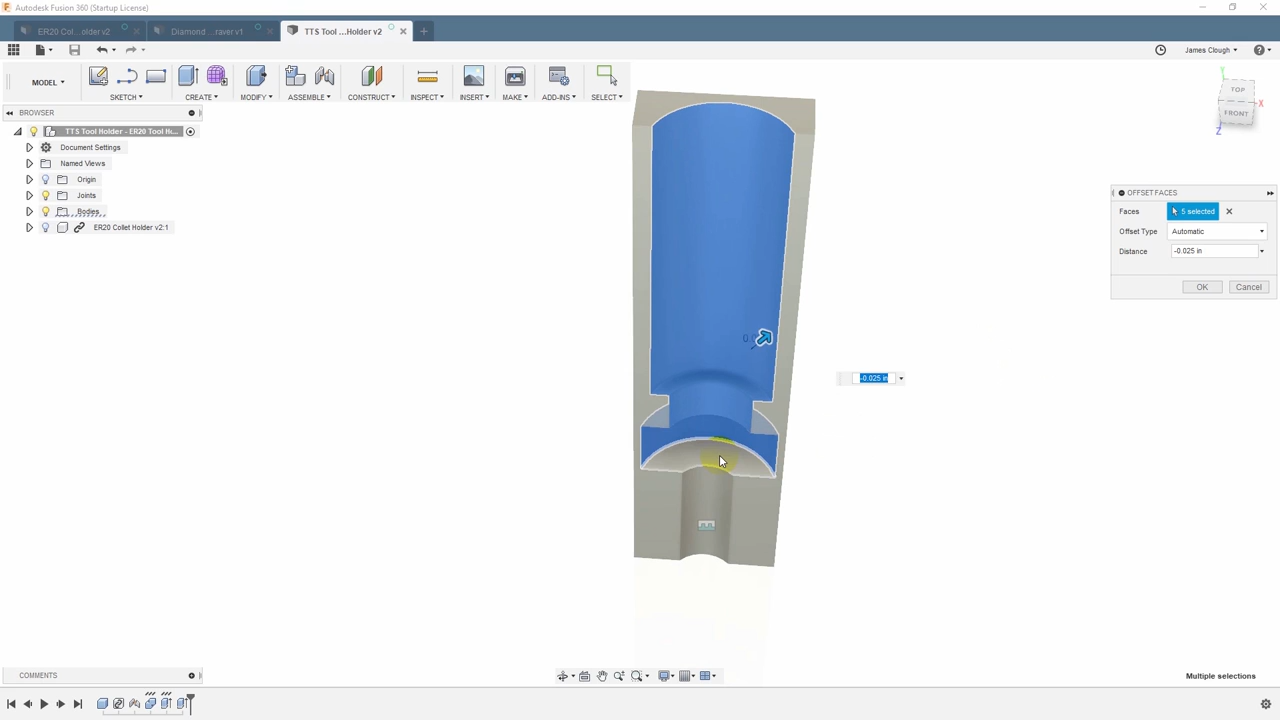 Autodesk Fusion 360 (Startup License)
ER20 Col...older v2
Diamond ...raver v1
TTS Tool ...Holder v2
James Clough
MODEL
SKETCH
CREATE
MODIFY
ASSEMBLE
CONSTRUCT
INSPECT
INSERT
MAKE
ADD-INS
SELECT
TOP
FRONT
X
Y
Z
BROWSER
TTS Tool Holder - ER20 Tool H...
Document Settings
Named Views
Origin
Joints
Bodies
ER20 Collet Holder v2:1
OFFSET FACES
Faces
5 selected
Offset Type
Automatic
Distance
-0.025 in
OK
Cancel
-0.025 in
COMMENTS
Multiple selections